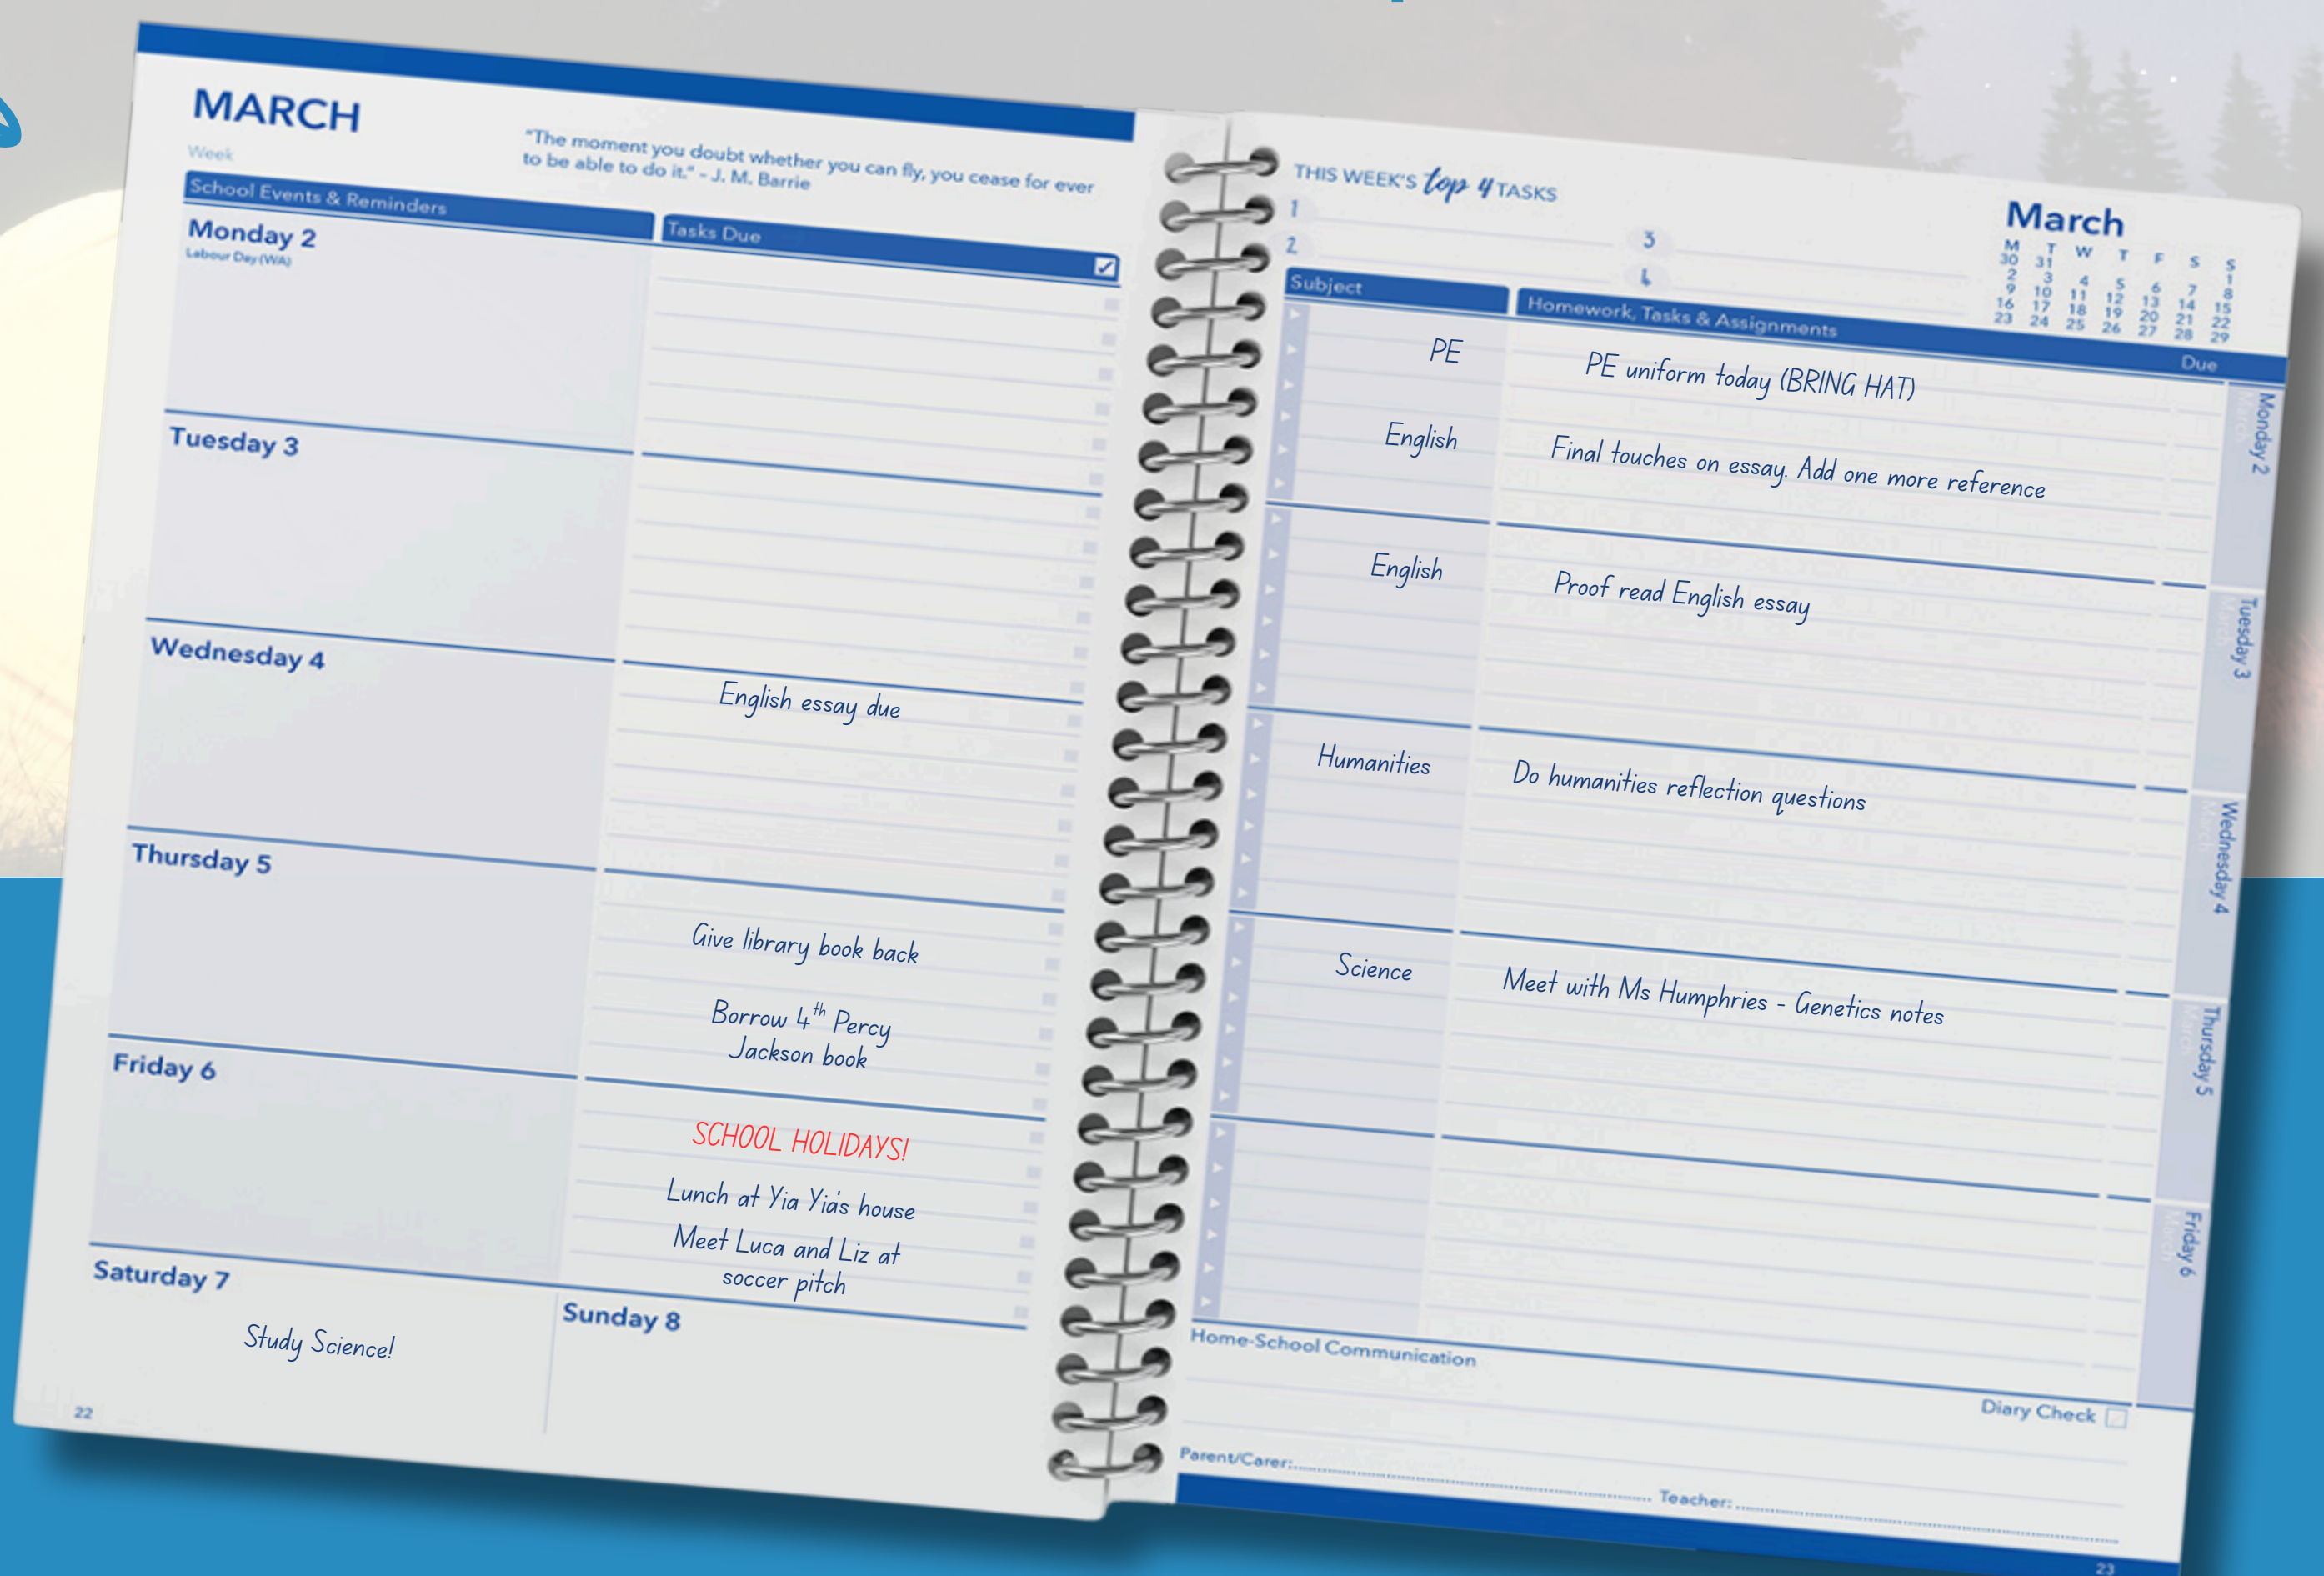 MARCH
Week
"The moment you doubt whether you can fly, you cease for ever
to be able to do it." – J. M. Barrie
School Events & Reminders
Tasks Due
Monday 2
Labour Day (WA)
Tuesday 3
Wednesday 4
English essay due
Thursday 5
Give library book back
Borrow 4th Percy
Jackson book
Friday 6
SCHOOL HOLIDAYS!
Lunch at Yia Yia's house
Meet Luca and Liz at
soccer pitch
Saturday 7
Study Science!
Sunday 8
22
THIS WEEK'S top 4 TASKS
1
2
3
4
March
M T W T F S S
30 31 1
2 3 4 5 6 7 8
9 10 11 12 13 14 15
16 17 18 19 20 21 22
23 24 25 26 27 28 29
Subject
Homework, Tasks & Assignments
Due
PE
PE uniform today (BRING HAT)
English
Final touches on essay. Add one more reference
Monday 2
March
English
Proof read English essay
Tuesday 3
March
Humanities
Do humanities reflection questions
Wednesday 4
March
Science
Meet with Ms Humphries - Genetics notes
Thursday 5
March
Friday 6
March
Home-School Communication
Diary Check
Parent/Carer:
Teacher:
23